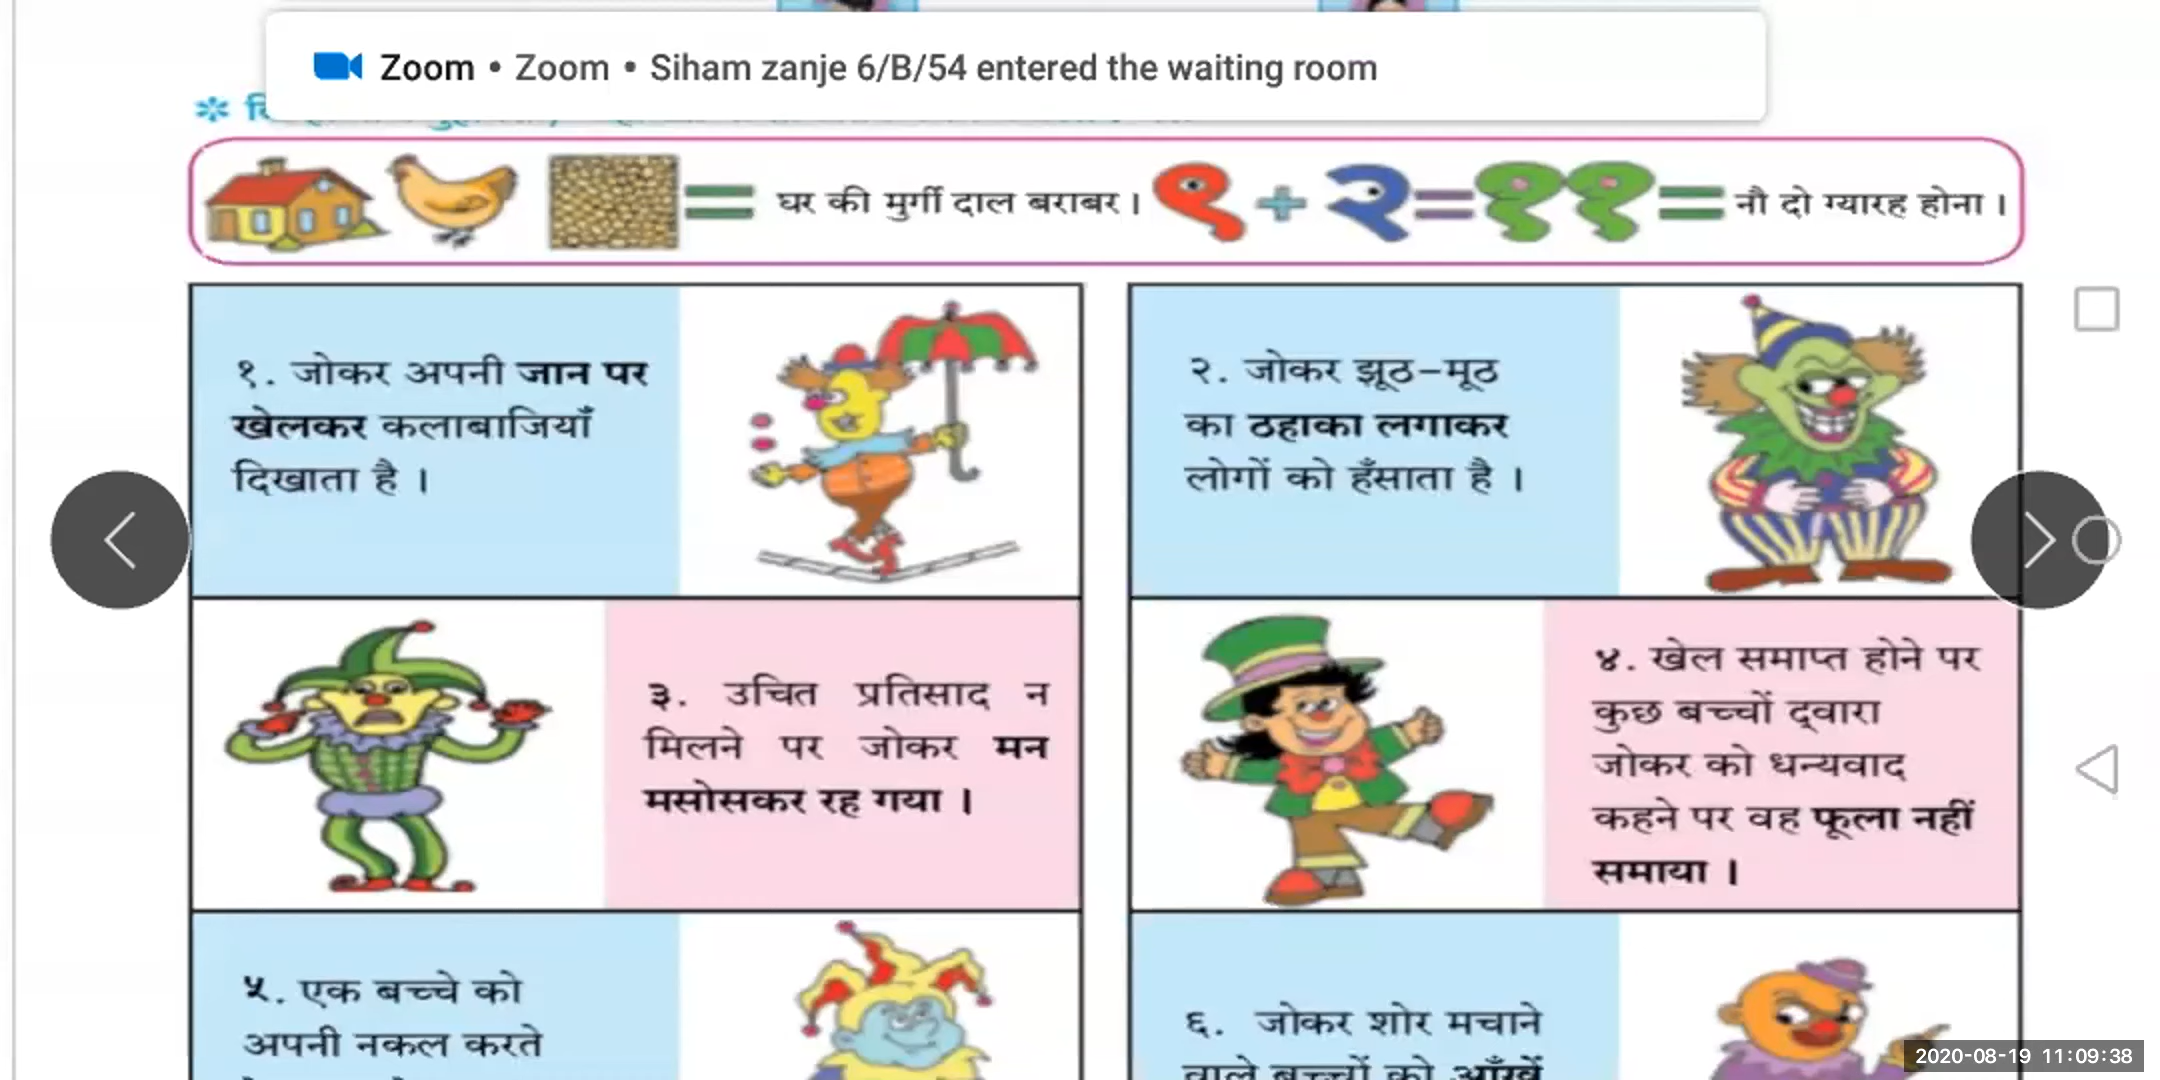 Zoom • Zoom • Siham zanje 6/B/54 entered the waiting room
घर की मुर्गी दाल बराबर । ९ + २ = ११ = नौ दो ग्यारह होना ।
१. जोकर अपनी जान पर
खेलकर कलाबाजियाँ
दिखाता है ।
२. जोकर झूठ-मूठ
का ठहाका लगाकर
लोगों को हँसाता है ।
३. उचित प्रतिसाद न
मिलने पर जोकर मन
मसोसकर रह गया ।
४. खेल समाप्त होने पर
कुछ बच्चों द्वारा
जोकर को धन्यवाद
कहने पर वह फूला नहीं
समाया ।
५. एक बच्चे को
अपनी नकल करते
६. जोकर शोर मचाने
वाले बच्चों को आँखें
2020-08-19 11:09:38